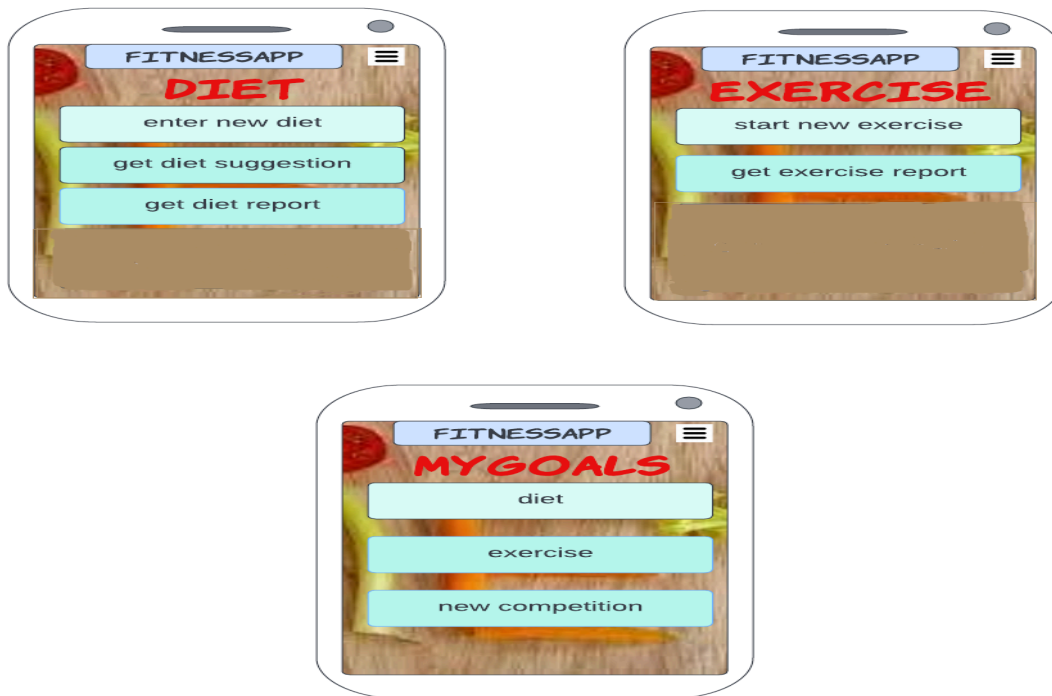 FITNESSAPP
DIET
enter new diet
get diet suggestion
get diet report
FITNESSAPP
EXERCISE
start new exercise
get exercise report
FITNESSAPP
MYGOALS
diet
exercise
new competition